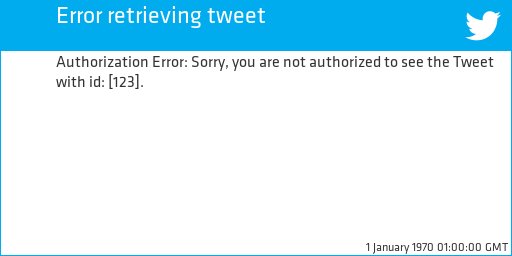 Error retrieving tweet
Authorization Error: Sorry, you are not authorized to see the Tweet
with id: [123].
1 January 1970 01:00:00 GMT